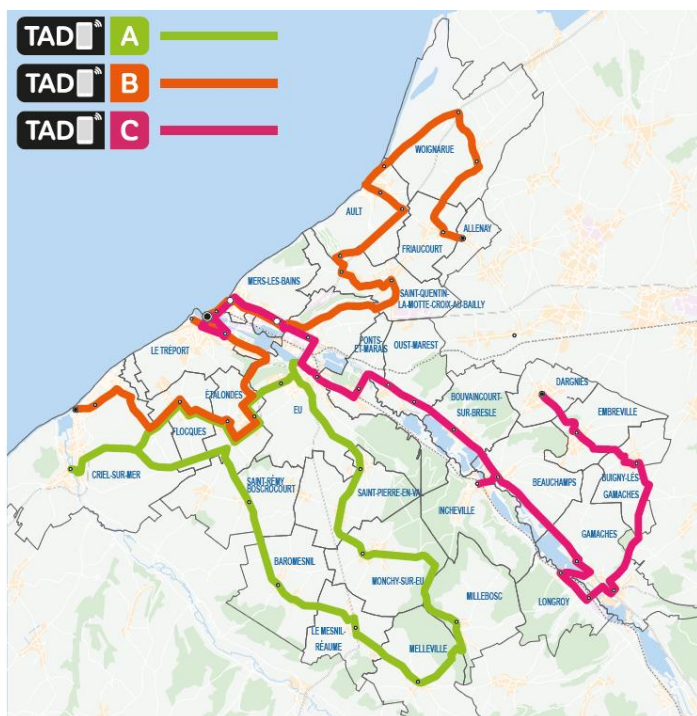 TAD A
TAD B
TAD C
WOIGNARUE
AULT
ALLENAY
FRIAUCOURT
MERS-LES-BAINS
SAINT-QUENTIN-
LA-MOTTE-CROIX-AU-BAILLY
LE TRÉPORT
PONTS
ET-MARAIS
OUST-MAREST
ÉTALONDES
EU
BOUVAINCOURT-
SUR-BRESLE
DARGNIES
EMBREVILLE
FLOCQUES
CRIEL-SUR-MER
SAINT-RÉMY
BOSCROCOURT
SAINT-PIERRE-EN-VAL
INCHEVILLE
BEAUCHAMPS
BUIGNY-LÈS
GAMACHES
GAMACHES
BAROMESNIL
MONCHY-SUR-EU
MILLEBOSC
LONGROY
LE MESNIL-
RÉAUME
MELLEVILLE